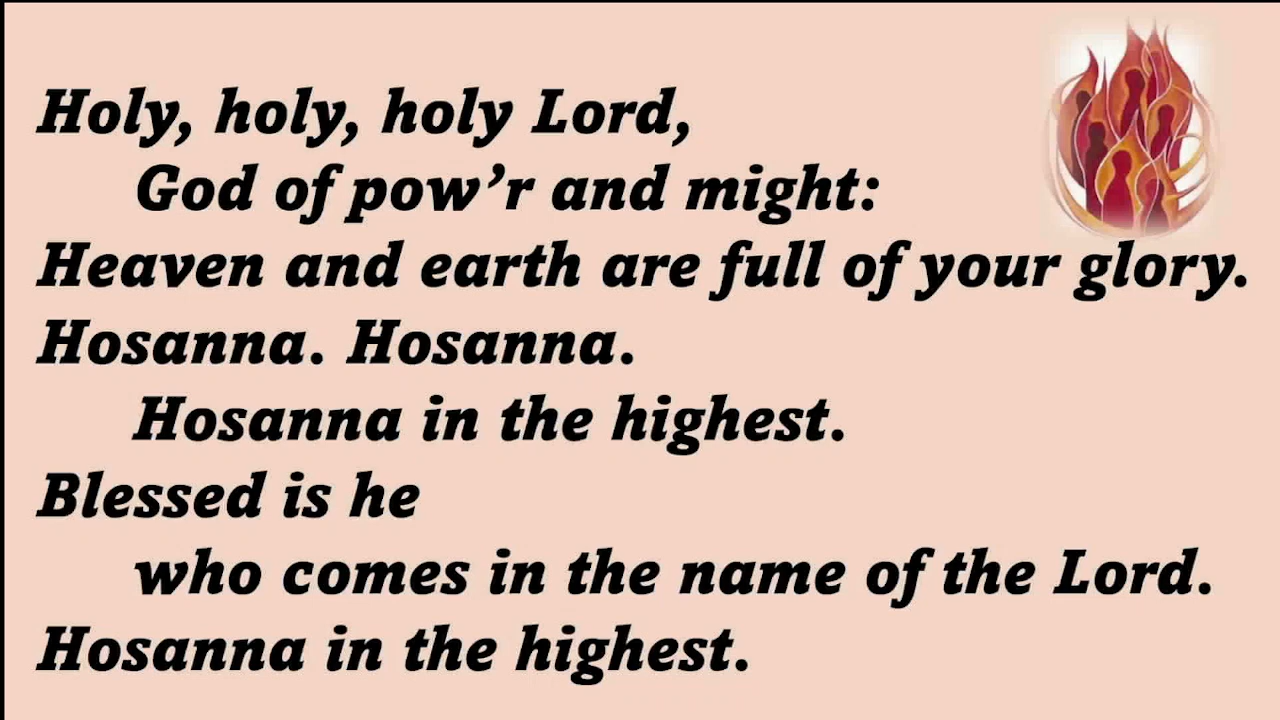 Holy, holy, holy Lord,
God of pow’r and might:
Heaven and earth are full of your glory.
Hosanna. Hosanna.
Hosanna in the highest.
Blessed is he
who comes in the name of the Lord.
Hosanna in the highest.